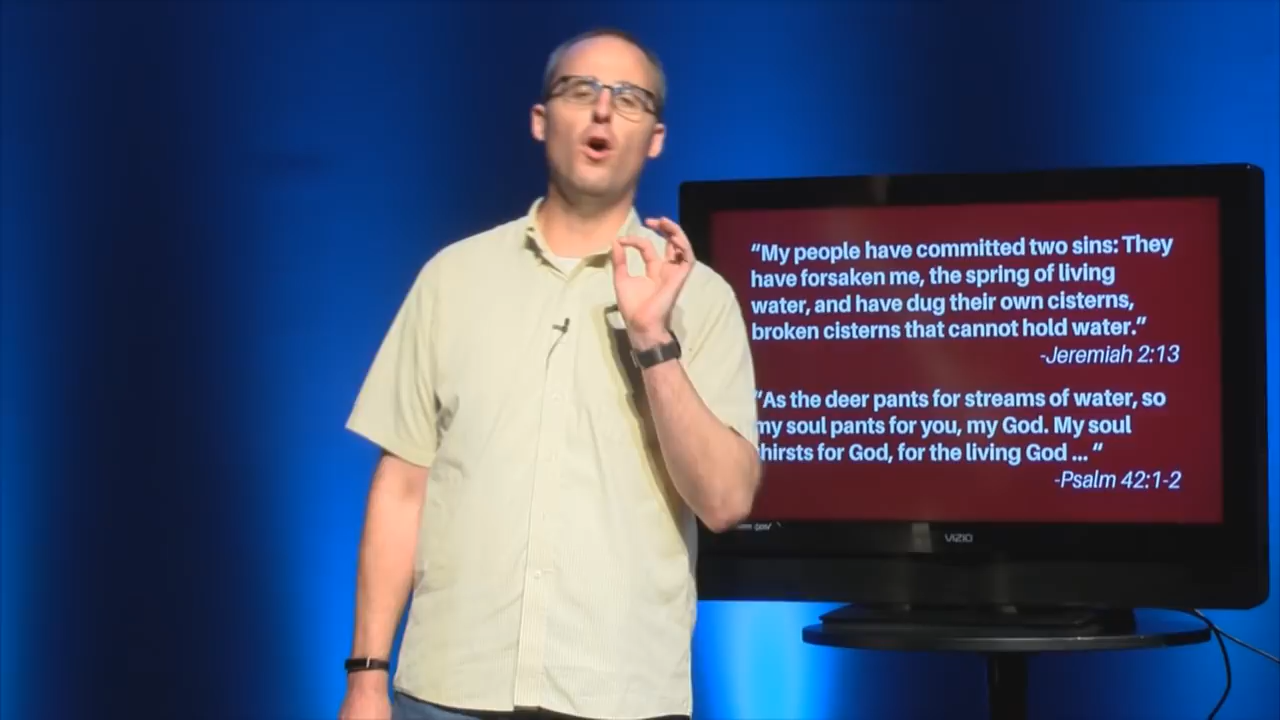 “My people have committed two sins: They
have forsaken me, the spring of living
water, and have dug their own cisterns,
broken cisterns that cannot hold water.”
-Jeremiah 2:13
“As the deer pants for streams of water, so
my soul pants for you, my God. My soul
thirsts for God, for the living God ... “
-Psalm 42:1-2
VIZIO